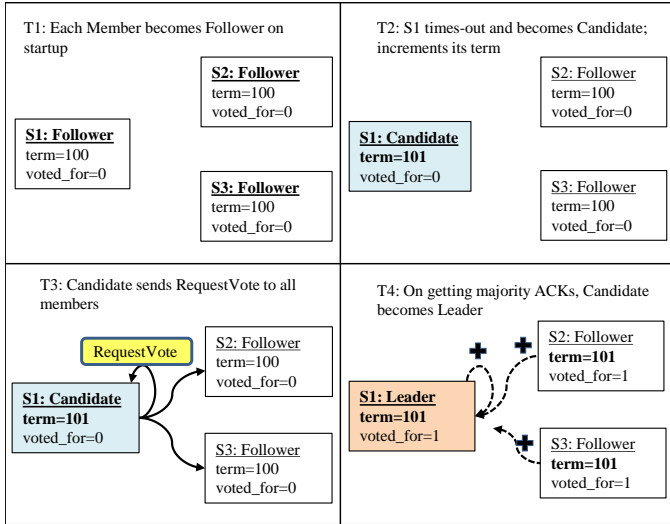 T1: Each Member becomes Follower on
startup
S2: Follower
term=100
voted_for=0
S1: Follower
term=100
voted_for=0
S3: Follower
term=100
voted_for=0
T2: S1 times-out and becomes Candidate;
increments its term
S2: Follower
term=100
voted_for=0
S1: Candidate
term=101
voted_for=0
S3: Follower
term=100
voted_for=0
T3: Candidate sends RequestVote to all
members
RequestVote
S2: Follower
term=100
voted_for=0
S1: Candidate
term=101
voted_for=0
S3: Follower
term=100
voted_for=0
T4: On getting majority ACKs, Candidate
becomes Leader
S2: Follower
term=101
voted_for=1
S1: Leader
term=101
voted_for=1
S3: Follower
term=101
voted_for=1